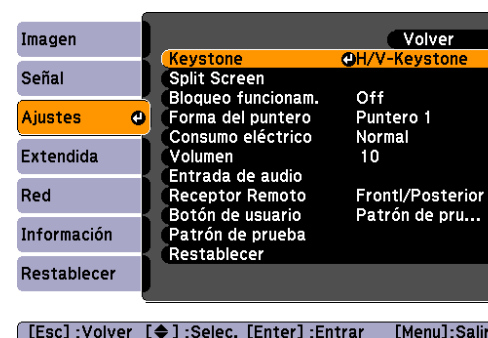 Imagen
Señal
Ajustes
Extendida
Red
Información
Restablecer
Volver
Keystone H/V-Keystone
Split Screen
Bloqueo funcionam. Off
Forma del puntero Puntero 1
Consumo eléctrico Normal
Volumen 10
Entrada de audio
Receptor Remoto Frontl/Posterior
Botón de usuario Patrón de pru...
Patrón de prueba
Restablecer
[Esc] :Volver [◆] :Selec. [Enter] :Entrar [Menu]:Salir